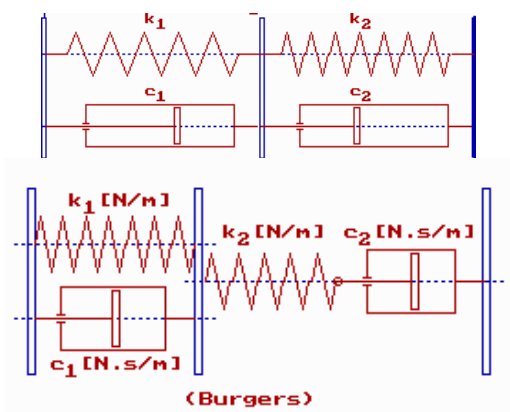 k1 k2
c1 c2
k1[N/m]
k2[N/m] c2[N.s/m]
c1[N.s/m]
(Burgers)